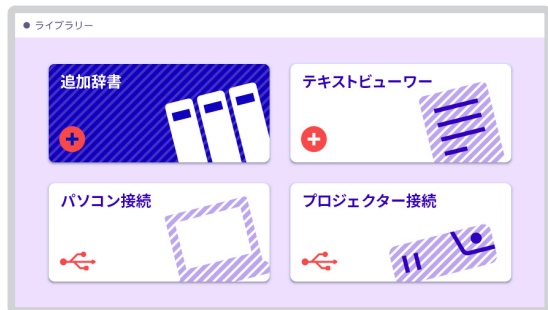 ライブラリー
追加辞書
テキストビューワー
パソコン接続
プロジェクター接続